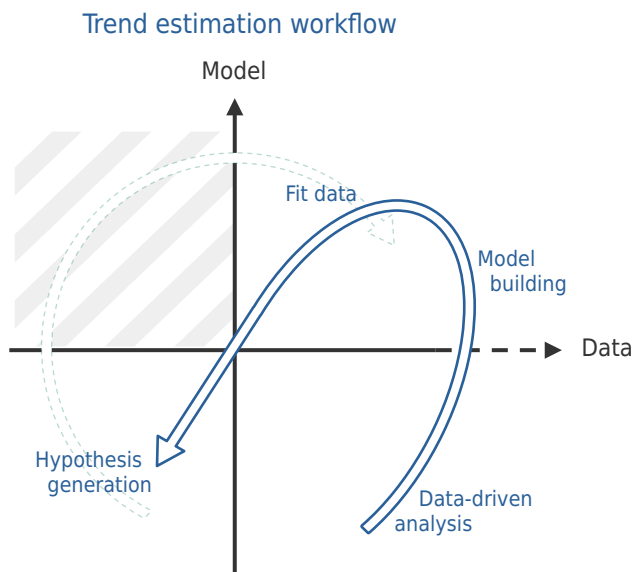 Trend estimation workflow
Model
Fit data
Model
building
Data
Hypothesis
generation
Data-driven
analysis